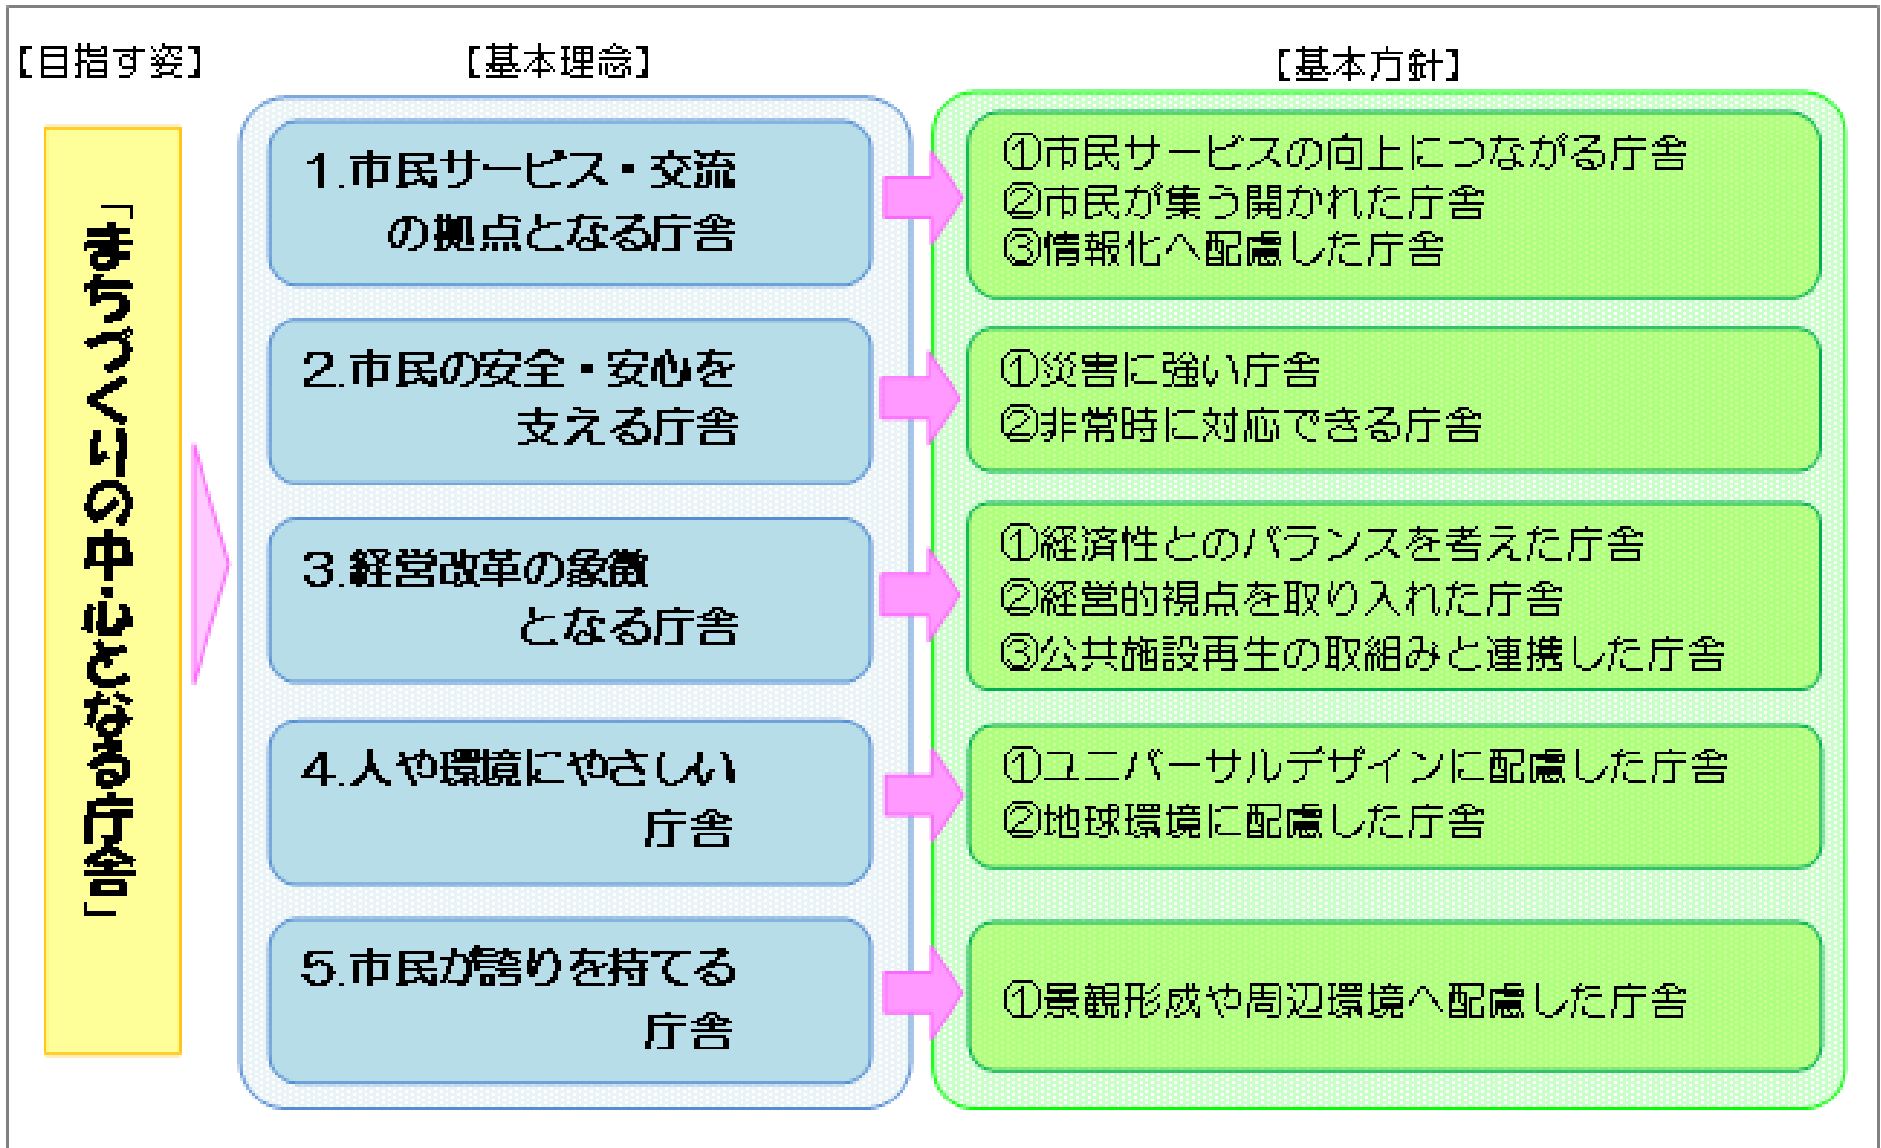 [目指す姿]
[基本理念]
[基本方針]
「まちづくりの中心となる庁舎」
1.市民サービス・交流
の拠点となる庁舎
①市民サービスの向上につながる庁舎
②市民が集う開かれた庁舎
③情報化へ配慮した庁舎
2.市民の安全・安心を
支える庁舎
①災害に強い庁舎
②非常時に対応できる庁舎
3.経営改革の象徴
となる庁舎
①経済性とのバランスを考えた庁舎
②経営的視点を取り入れた庁舎
③公共施設再生の取組みと連携した庁舎
4.人や環境にやさしい
庁舎
①ユニバーサルデザインに配慮した庁舎
②地球環境に配慮した庁舎
5.市民が誇りを持てる
庁舎
①景観形成や周辺環境へ配慮した庁舎